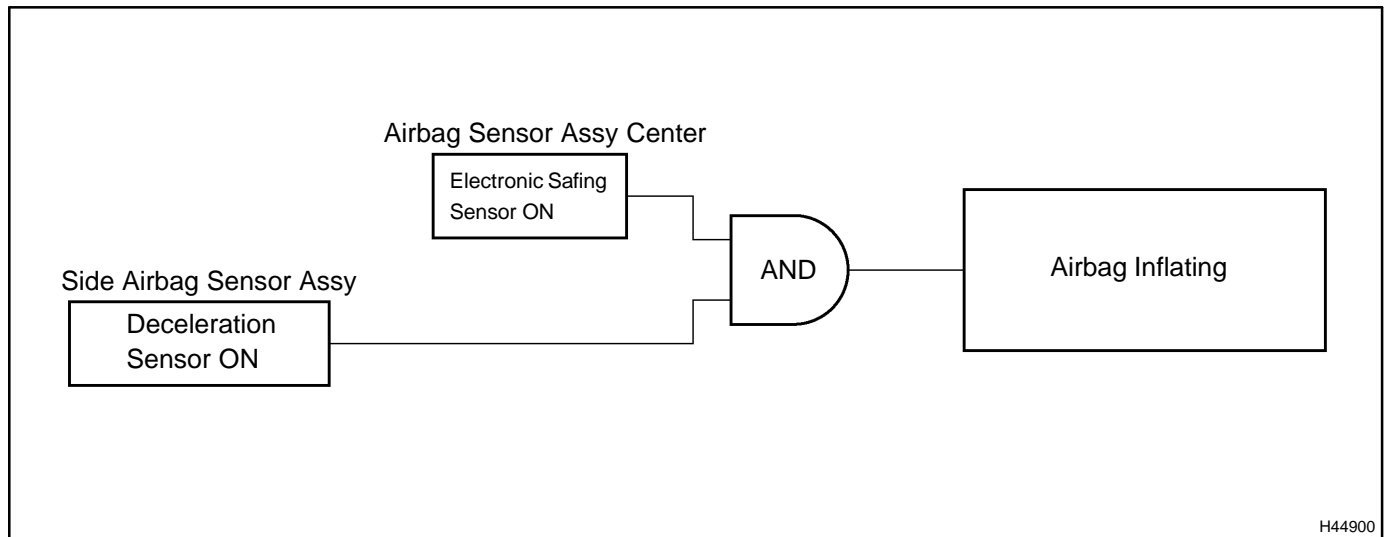 Airbag Sensor Assy Center
Electronic Safing
Sensor ON
Side Airbag Sensor Assy
Deceleration
Sensor ON
AND
Airbag Inflating
H44900